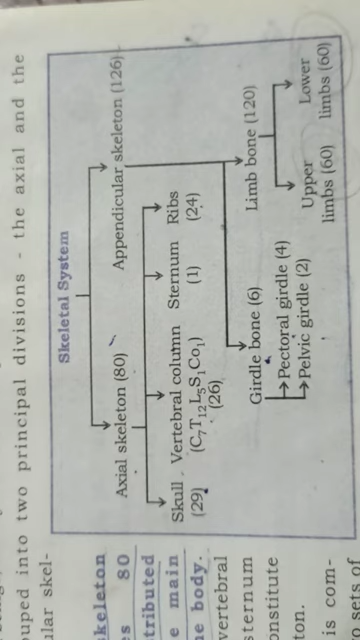 uped into two principal divisions - the axial and the
ular skel-
keleton
es 80
tributed
e main
he body.
vertebral
sternum
onstitute
ton.
is com-
sets of
Skeletal System
Axial skeleton (80)
Appendicular skeleton (126)
Skull
(29)
Vertebral column
(C₇T₁₂L₅S₁Co₁)
(26)
Sternum
(1)
Ribs
(24)
Girdle bone (6)
Pectoral girdle (4)
Pelvic girdle (2)
Limb bone (120)
Upper
limbs (60)
Lower
limbs (60)